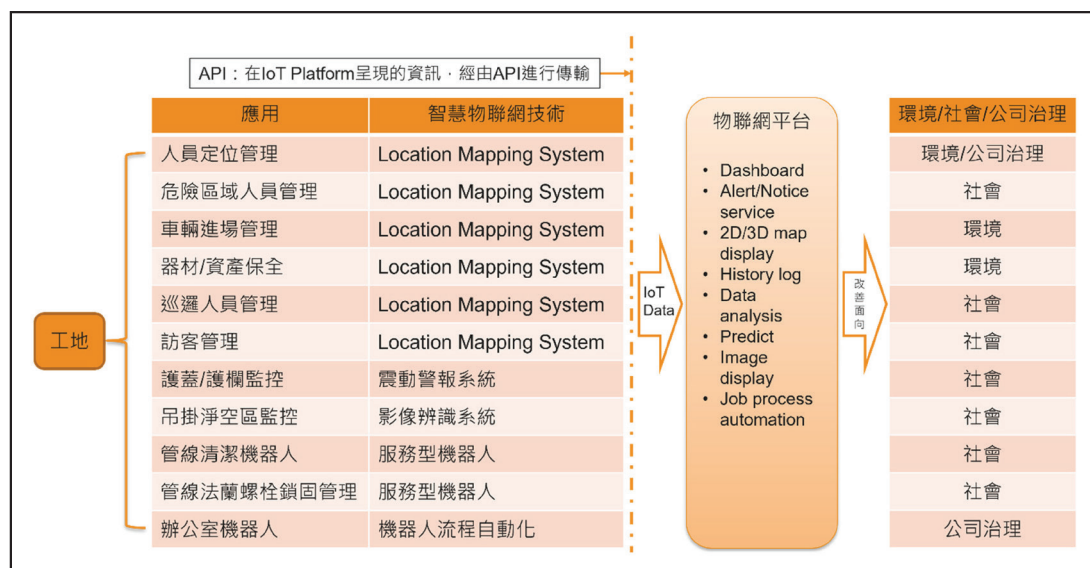 API：在IoT Platform呈現的資訊，經由API進行傳輸
應用 智慧物聯網技術
人員定位管理 Location Mapping System
危險區域人員管理 Location Mapping System
車輛進場管理 Location Mapping System
器材/資產保全 Location Mapping System
巡邏人員管理 Location Mapping System
訪客管理 Location Mapping System
護蓋/護欄監控 震動警報系統
吊掛淨空區監控 影像辨識系統
管線清潔機器人 服務型機器人
管線法蘭螺栓鎖固管理 服務型機器人
辦公室機器人 機器人流程自動化
工地
IoT
Data
物聯網平台
• Dashboard
• Alert/Notice
service
• 2D/3D map
display
• History log
• Data
analysis
• Predict
• Image
display
• Job process
automation
改善面向
環境/社會/公司治理
環境/公司治理
社會
環境
環境
社會
社會
社會
社會
社會
社會
公司治理